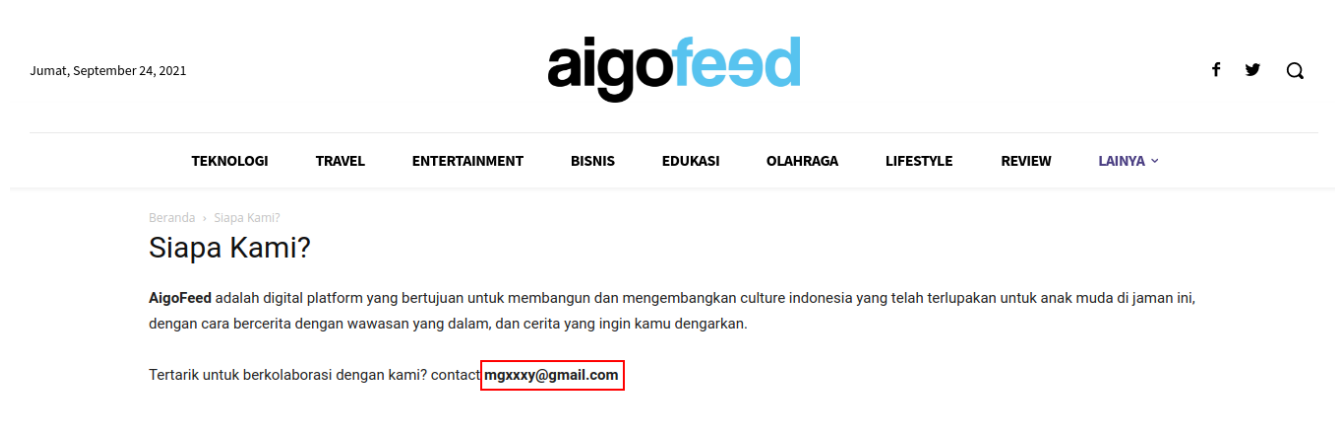 Jumat, September 24, 2021
aigofeed
TEKNOLOGI TRAVEL ENTERTAINMENT BISNIS EDUKASI OLAHRAGA LIFESTYLE REVIEW LAINYA
Beranda › Siapa Kami?
Siapa Kami?
AigoFeed adalah digital platform yang bertujuan untuk membangun dan mengembangkan culture indonesia yang telah terlupakan untuk anak muda di jaman ini,
dengan cara bercerita dengan wawasan yang dalam, dan cerita yang ingin kamu dengarkan.
Tertarik untuk berkolaborasi dengan kami? contact mgxxxy@gmail.com